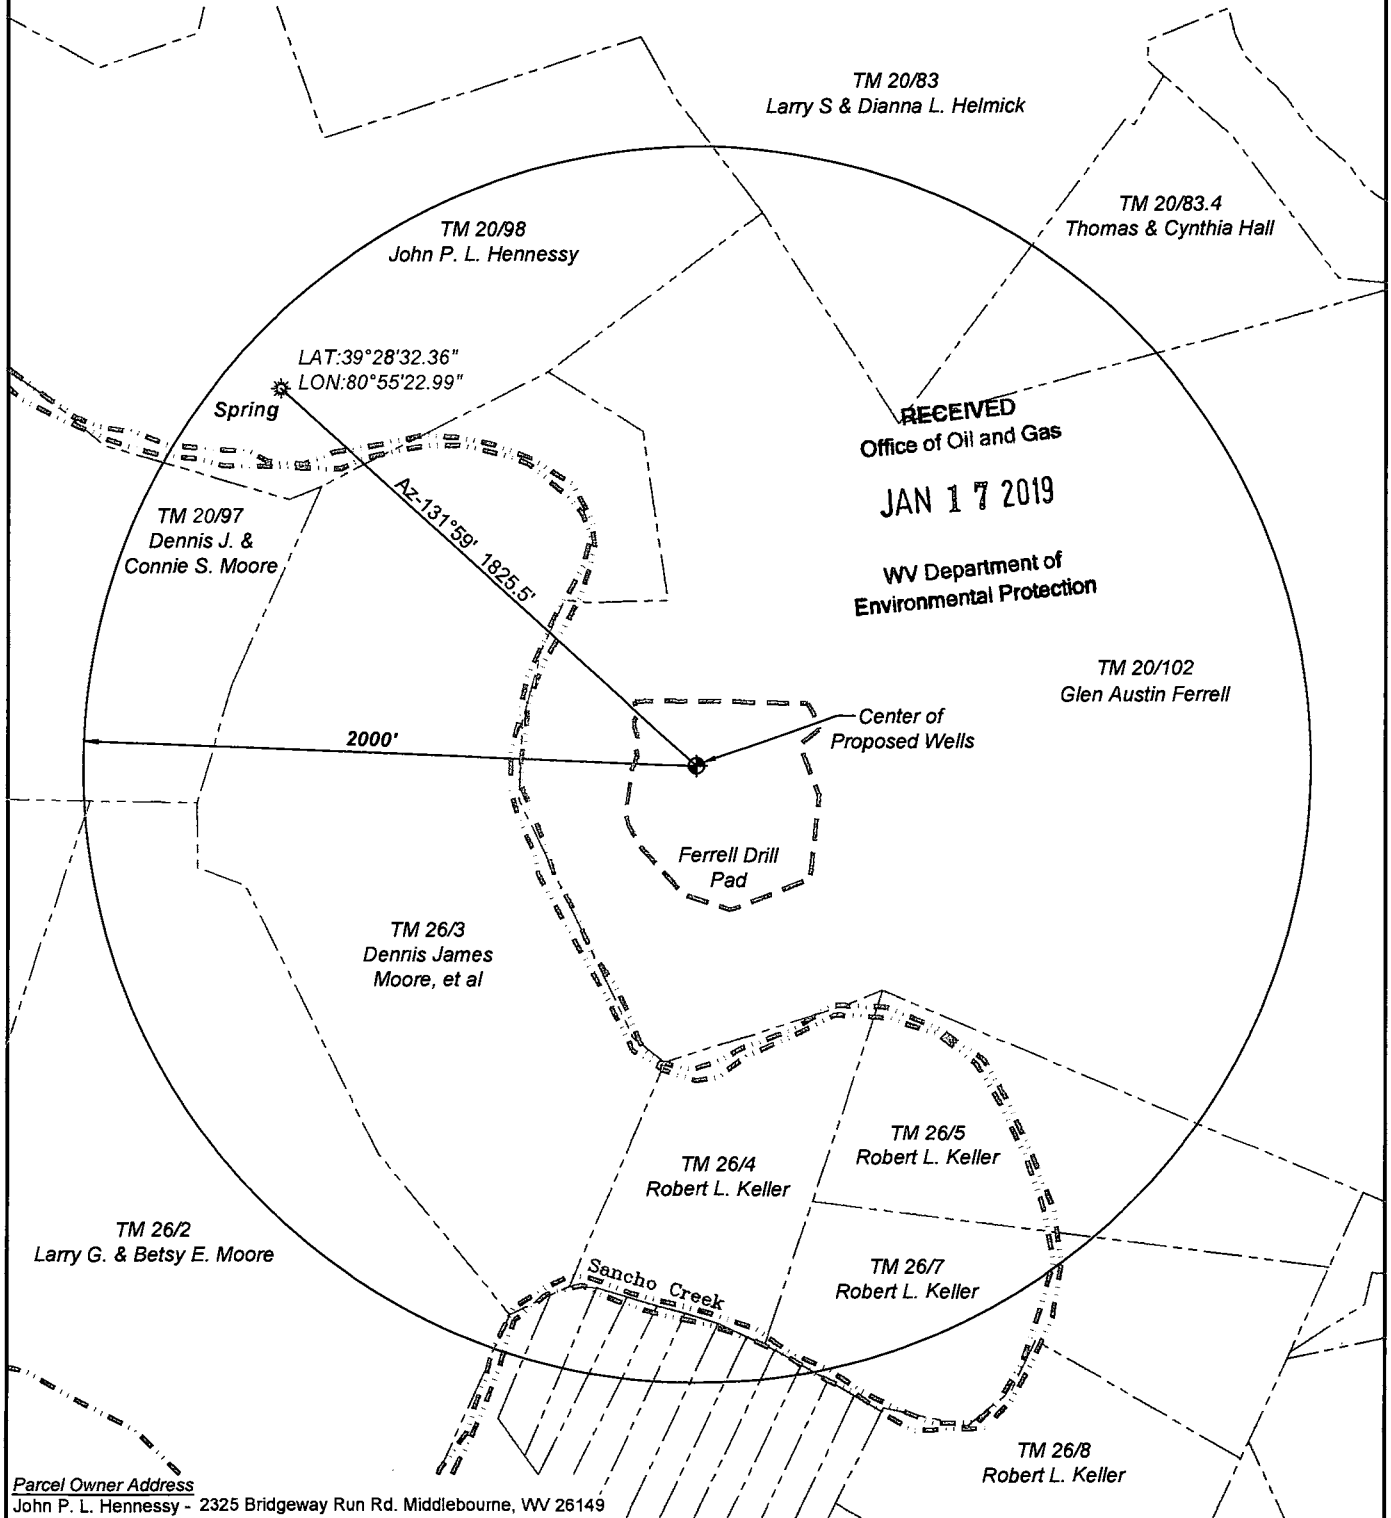 TM 20/83
Larry S & Dianna L. Helmick
TM 20/83.4
Thomas & Cynthia Hall
TM 20/98
John P. L. Hennessy
LAT:39°28'32.36"
LON:80°55'22.99"
Spring
RECEIVED
Office of Oil and Gas
JAN 17 2019
WV Department of
Environmental Protection
TM 20/97
Dennis J. &
Connie S. Moore
Az-131°59' 1825.5'
TM 20/102
Glen Austin Ferrell
Center of
Proposed Wells
2000'
Ferrell Drill
Pad
TM 26/3
Dennis James
Moore, et al
TM 26/5
Robert L. Keller
TM 26/4
Robert L. Keller
TM 26/2
Larry G. & Betsy E. Moore
TM 26/7
Robert L. Keller
Sancho Creek
TM 26/8
Robert L. Keller
Parcel Owner Address
John P. L. Hennessy - 2325 Bridgeway Run Rd. Middlebourne, WV 26149